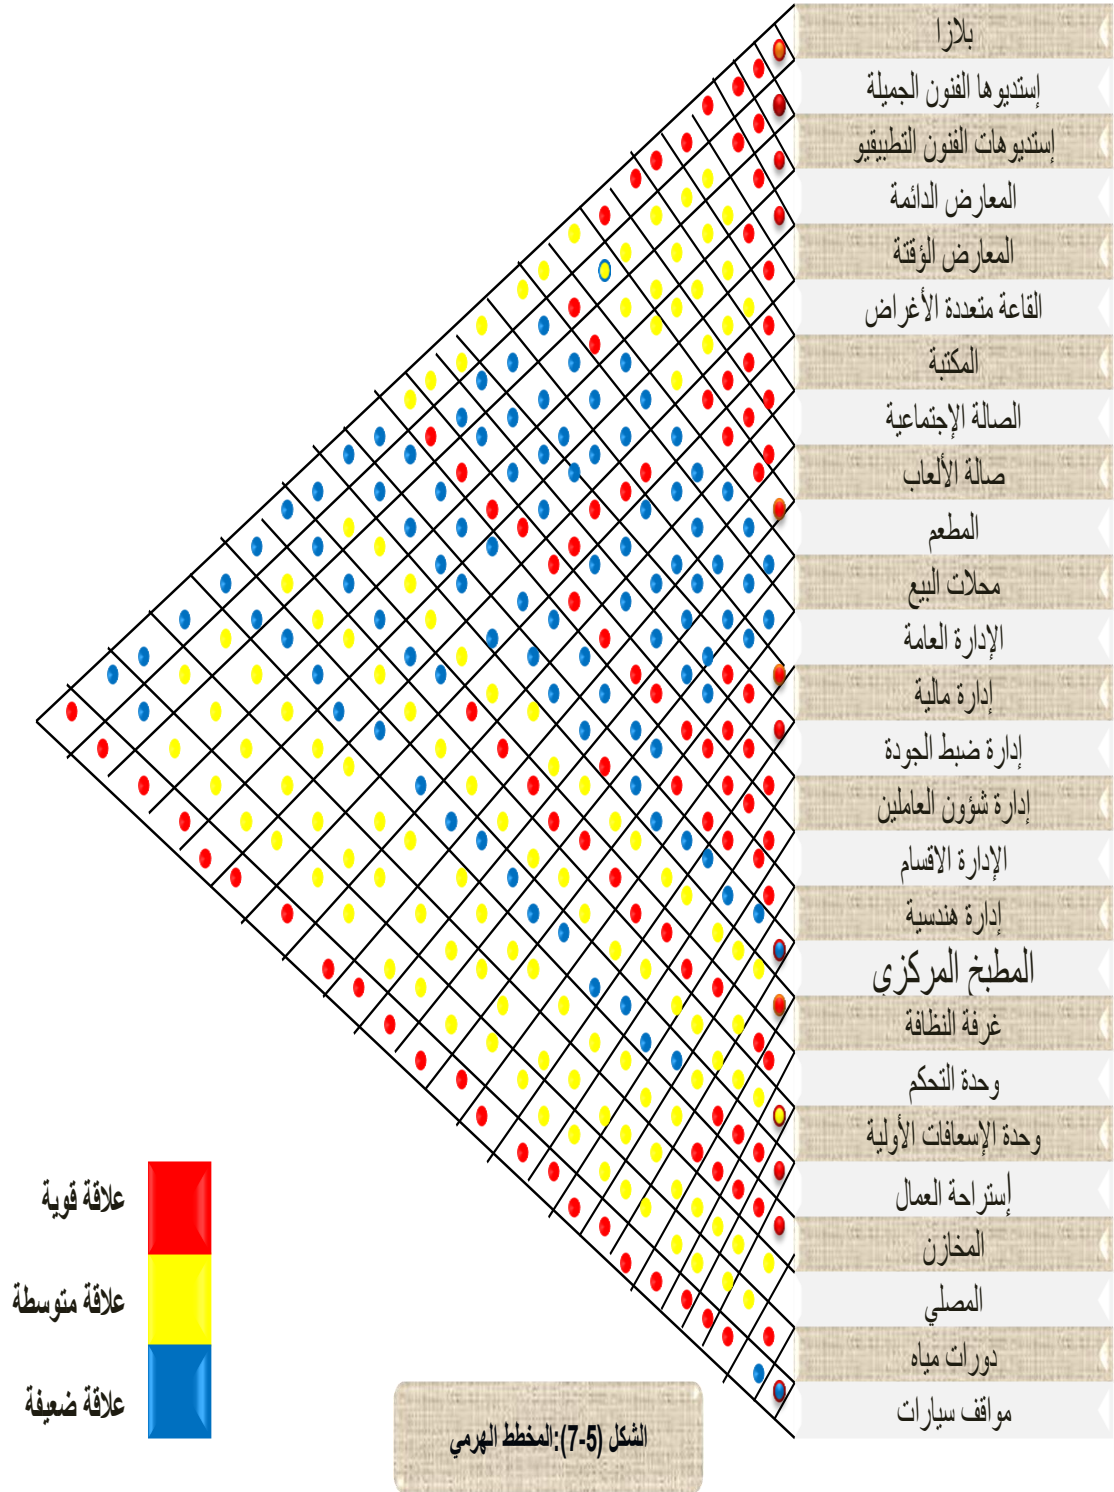 بلازا
إستديوها الفنون الجميلة
إستديوهات الفنون التطبيقيو
المعارض الدائمة
المعارض الؤقتة
القاعة متعددة الأغراض
المكتبة
الصالة الإجتماعية
صالة الألعاب
المطعم
محلات البيع
الإدارة العامة
إدارة مالية
إدارة ضبط الجودة
إدارة شؤون العاملين
الإدارة الاقسام
إدارة هندسية
المطبخ المركزي
غرفة النظافة
وحدة التحكم
وحدة الإسعافات الأولية
إستراحة العمال
المخازن
المصلي
دورات مياه
مواقف سيارات
علاقة قوية
علاقة متوسطة
علاقة ضعيفة
الشكل (5-7):المخطط الهرمي